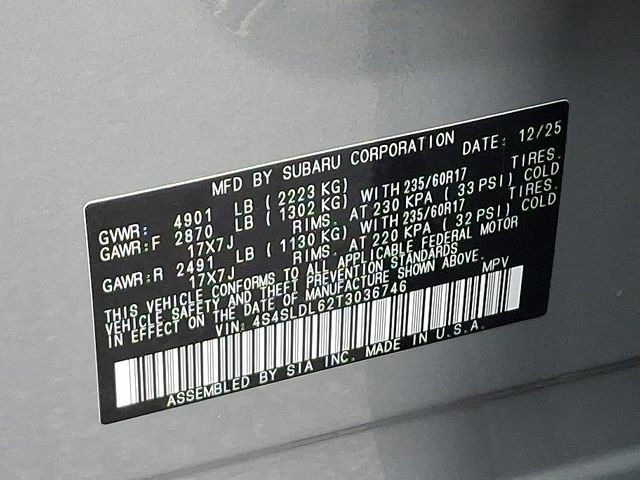 MFD BY SUBARU CORPORATION DATE: 12/25
GVWR: 4901 LB ( 2223 KG)
GAWR:F 2870 LB ( 1302 KG) WITH 235/60R17 TIRES.
17X7J RIMS. AT 230 KPA ( 33 PSI) COLD
GAWR:R 2491 LB ( 1130 KG) WITH 235/60R17 TIRES.
17X7J RIMS. AT 220 KPA ( 32 PSI) COLD
THIS VEHICLE CONFORMS TO ALL APPLICABLE FEDERAL MOTOR
VEHICLE SAFETY AND THEFT PREVENTION STANDARDS
IN EFFECT ON THE DATE OF MANUFACTURE SHOWN ABOVE.
VIN: 4S4SLDL62T3036746 MPV
ASSEMBLED BY SIA INC. MADE IN U.S.A.